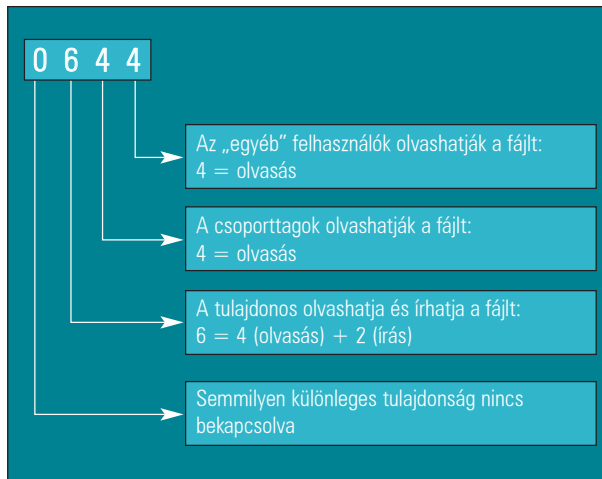 0 6 4 4
Az „egyéb” felhasználók olvashatják a fájlt:
4 = olvasás
A csoporttagok olvashatják a fájlt:
4 = olvasás
A tulajdonos olvashatja és írhatja a fájlt:
6 = 4 (olvasás) + 2 (írás)
Semmilyen különleges tulajdonság nincs
bekapcsolva